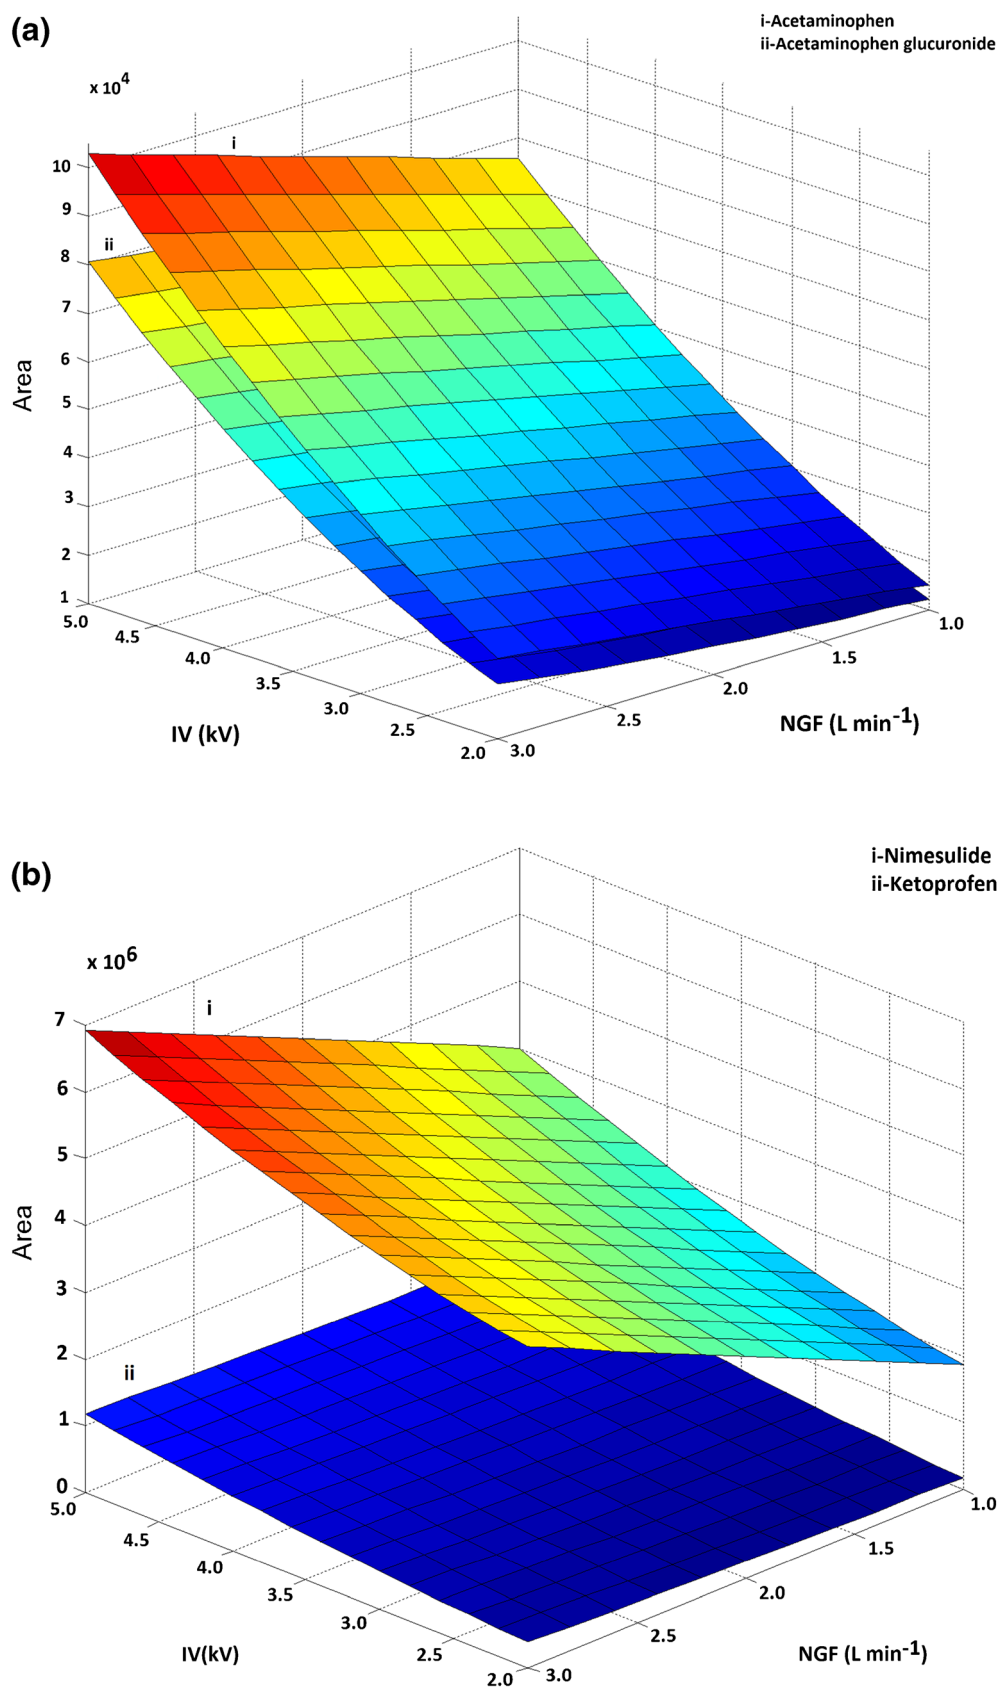 (a)
i-Acetaminophen
ii-Acetaminophen glucuronide
x 10⁴
i
ii
10
9
8
7
6
5
4
3
2
1
Area
5.0
4.5
4.0
3.5
3.0
2.5
2.0
IV (kV)
3.0
2.5
2.0
1.5
1.0
NGF (L min⁻¹)
(b)
i-Nimesulide
ii-Ketoprofen
x 10⁶
i
ii
7
6
5
4
3
2
1
0
Area
5.0
4.5
4.0
3.5
3.0
2.5
2.0
IV(kV)
3.0
2.5
2.0
1.5
1.0
NGF (L min⁻¹)